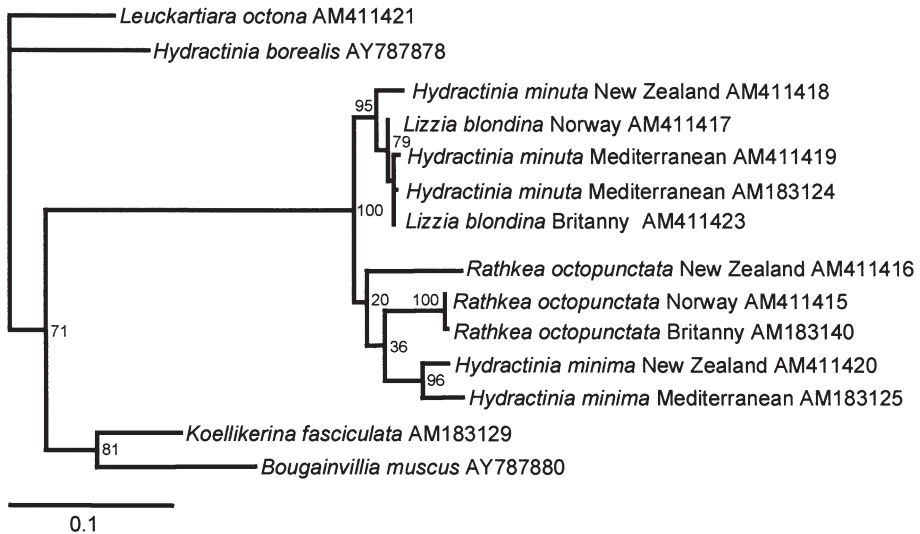 Leuckartiara octona AM411421
Hydractinia borealis AY787878
Hydractinia minuta New Zealand AM411418
95
Lizzia blondina Norway AM411417
79
Hydractinia minuta Mediterranean AM411419
Hydractinia minuta Mediterranean AM183124
100
Lizzia blondina Britanny AM411423
Rathkea octopunctata New Zealand AM411416
20
100
Rathkea octopunctata Norway AM411415
71
Rathkea octopunctata Britanny AM183140
36
Hydractinia minima New Zealand AM411420
96
Hydractinia minima Mediterranean AM183125
Koellikerina fasciculata AM183129
81
Bougainvillia muscus AY787880
0.1